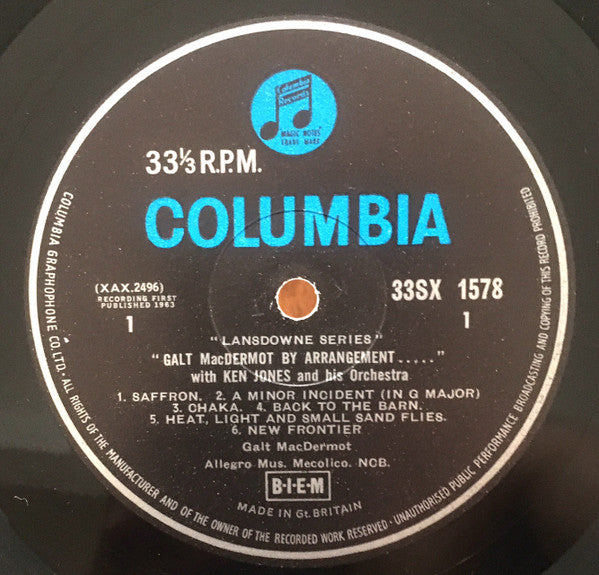 Columbia
Records
MAGIC NOTES
TRADE MARK
33⅓ R.P.M.
COLUMBIA
(XAX.2496)
RECORDING FIRST
PUBLISHED 1963
1
33SX 1578
1
"LANSDOWNE SERIES"
"GALT MacDERMOT BY ARRANGEMENT....."
with KEN JONES and his Orchestra
1. SAFFRON. 2. A MINOR INCIDENT (IN G MAJOR)
3. CHAKA. 4. BACK TO THE BARN.
5. HEAT, LIGHT AND SMALL SAND FLIES.
6. NEW FRONTIER
Galt MacDermot
Allegro Mus. Mecolico. NCB.
B·I·E·M
MADE IN Gt. BRITAIN
COLUMBIA GRAPHOPHONE CO. LTD. · ALL RIGHTS OF THE MANUFACTURER AND OF THE OWNER OF THE RECORDED WORK RESERVED · UNAUTHORISED PUBLIC PERFORMANCE BROADCASTING AND COPYING OF THIS RECORD PROHIBITED